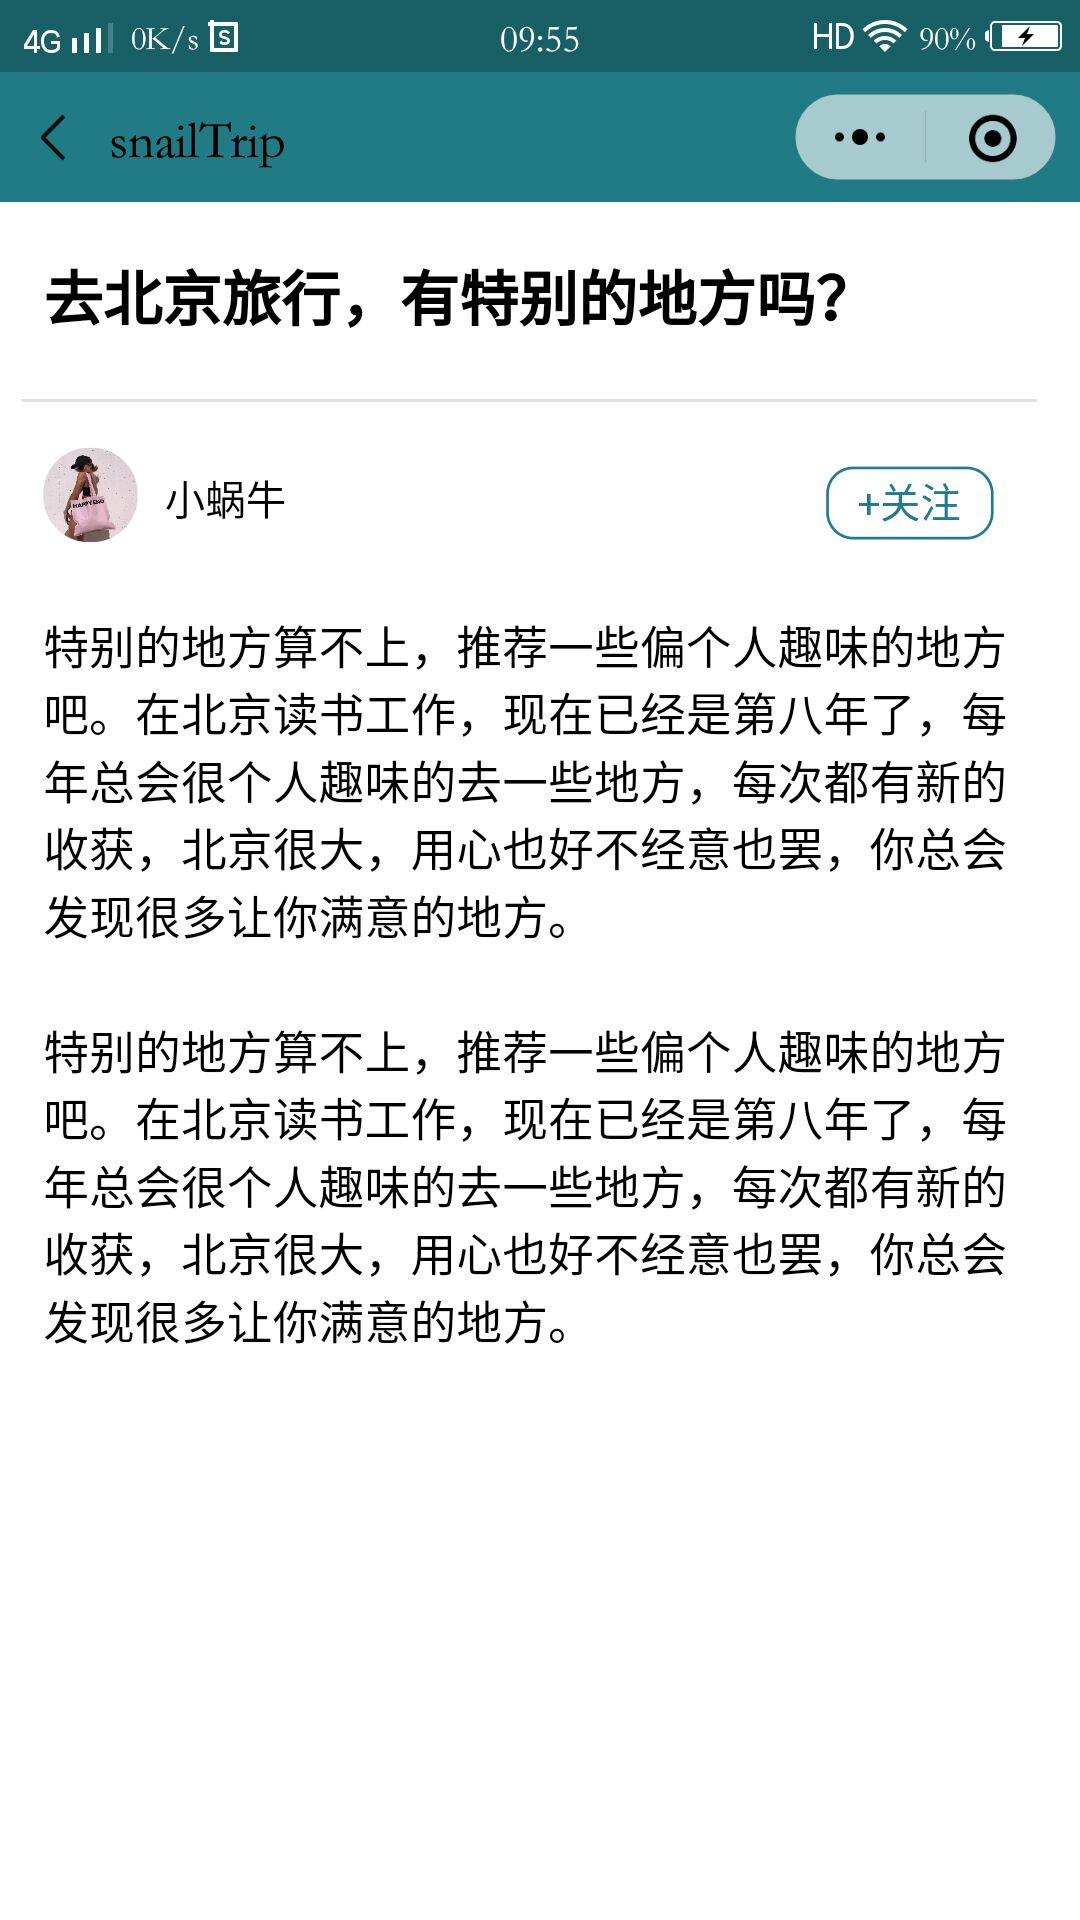 4G 0K/s S 09:55 HD 90%
snailTrip
去北京旅行，有特别的地方吗？
小蜗牛
+关注
特别的地方算不上，推荐一些偏个人趣味的地方
吧。在北京读书工作，现在已经是第八年了，每
年总会很个人趣味的去一些地方，每次都有新的
收获，北京很大，用心也好不经意也罢，你总会
发现很多让你满意的地方。
特别的地方算不上，推荐一些偏个人趣味的地方
吧。在北京读书工作，现在已经是第八年了，每
年总会很个人趣味的去一些地方，每次都有新的
收获，北京很大，用心也好不经意也罢，你总会
发现很多让你满意的地方。